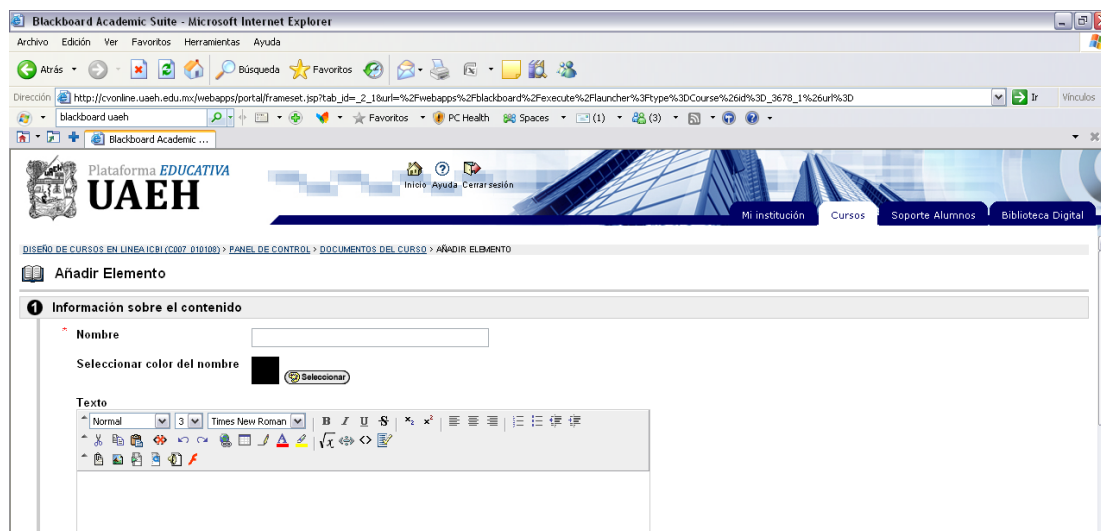 Blackboard Academic Suite - Microsoft Internet Explorer
Archivo Edición Ver Favoritos Herramientas Ayuda
Atrás Búsqueda Favoritos
Dirección http://cvonline.uaeh.edu.mx/webapps/portal/frameset.jsp?tab_id=_2_1&url=%2Fwebapps%2Fblackboard%2Fexecute%2Flauncher%3Ftype%3DCourse%26id%3D_3678_1%26url%3D Ir Vínculos
blackboard uaeh Favoritos PC Health Spaces (1) (3)
Blackboard Academic ...
Plataforma EDUCATIVA
UAEH
Inicio Ayuda Cerrar sesión
Mi institución Cursos Soporte Alumnos Biblioteca Digital
DISEÑO DE CURSOS EN LINEA ICBI (C007_010108) > PANEL DE CONTROL > DOCUMENTOS DEL CURSO > AÑADIR ELEMENTO
Añadir Elemento
1 Información sobre el contenido
* Nombre
Seleccionar color del nombre Seleccionar
Texto
Normal 3 Times New Roman B I U S x₂ x²